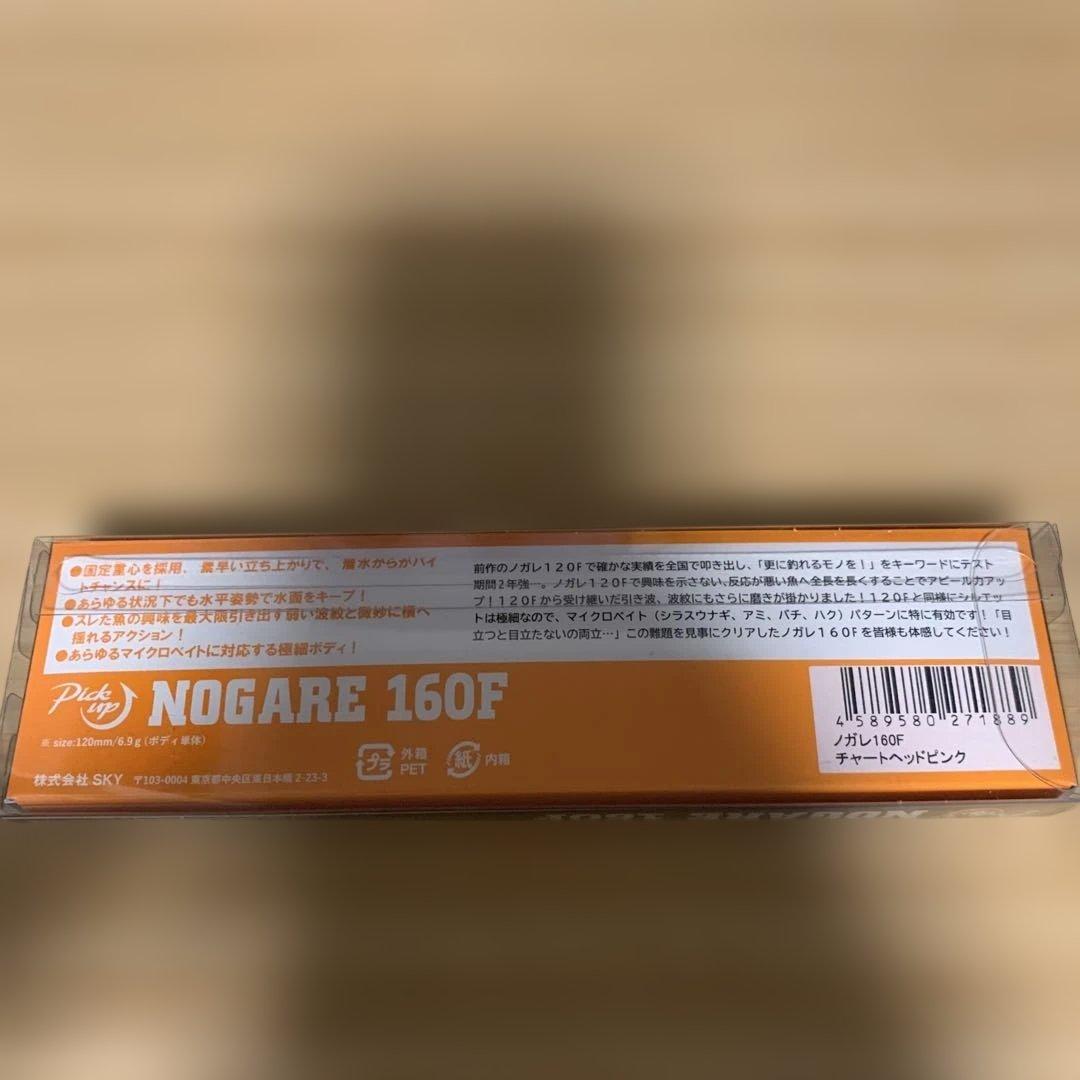 ●固定重心を採用、素早い立ち上がりで、着水からがバイ
トチャンスに！
●あらゆる状況下でも水平姿勢で水面をキープ！
●スレた魚の興味を最大限引き出す弱い波紋と微妙に横へ
揺れるアクション！
●あらゆるマイクロベイトに対応する極細ボディ！
前作のノガレ１２０Ｆで確かな実績を全国で叩き出し、「更に釣れるモノを！」をキーワードにテスト
期間２年強…。ノガレ１２０Ｆで興味を示さない、反応が悪い魚へ全長を長くすることでアピール力アッ
プ！１２０Ｆから受け継いだ引き波、波紋にもさらに磨きが掛かりました！１２０Ｆと同様にシルエッ
トは極細なので、マイクロベイト（シラスウナギ、アミ、バチ、ハク）パターンに特に有効です！「目
立つと目立たないの両立…」この難題を見事にクリアしたノガレ１６０Ｆを皆様も体感してください！
Pick up NOGARE 160F
※ size:120mm/6.9g (ボディ単体)
プラ 外箱 PET 紙 内箱
株式会社 SKY 〒103-0004 東京都中央区東日本橋 2-23-3
4 589580 271889
ノガレ160F
チャートヘッドピンク
NOGARE 160F